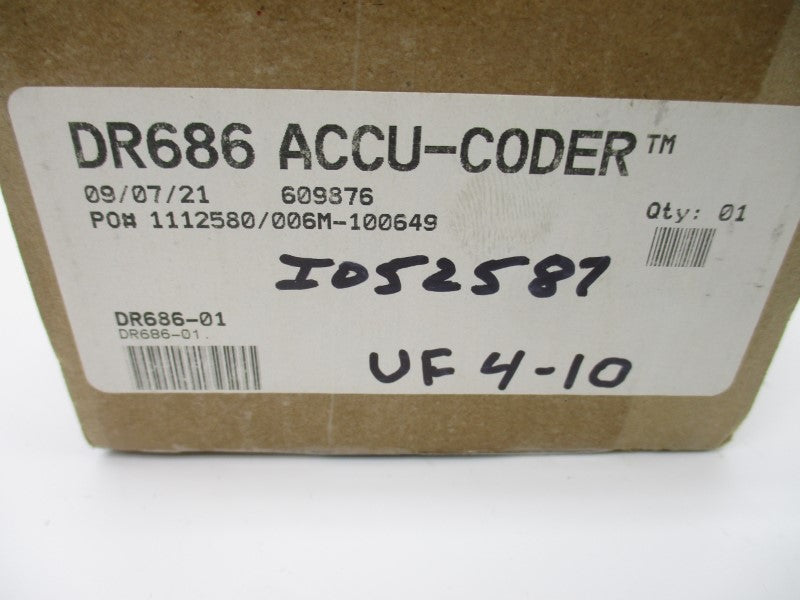 DR686 ACCU-CODER™
09/07/21 609876
PO# 1112580/006M-100649
Qty: 01
I052587
DR686-01
DR686-01.
UF 4-10